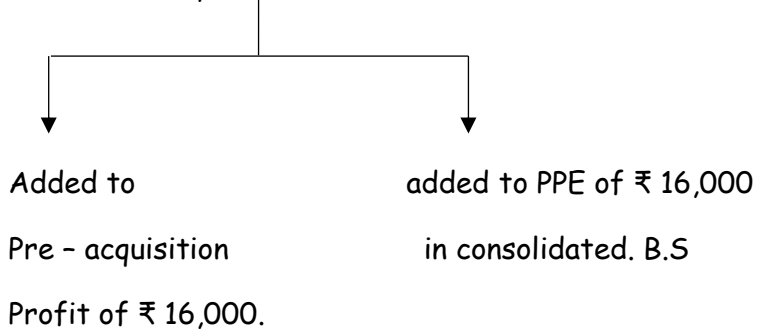 Added to
added to PPE of ₹ 16,000
Pre – acquisition
in consolidated. B.S
Profit of ₹ 16,000.